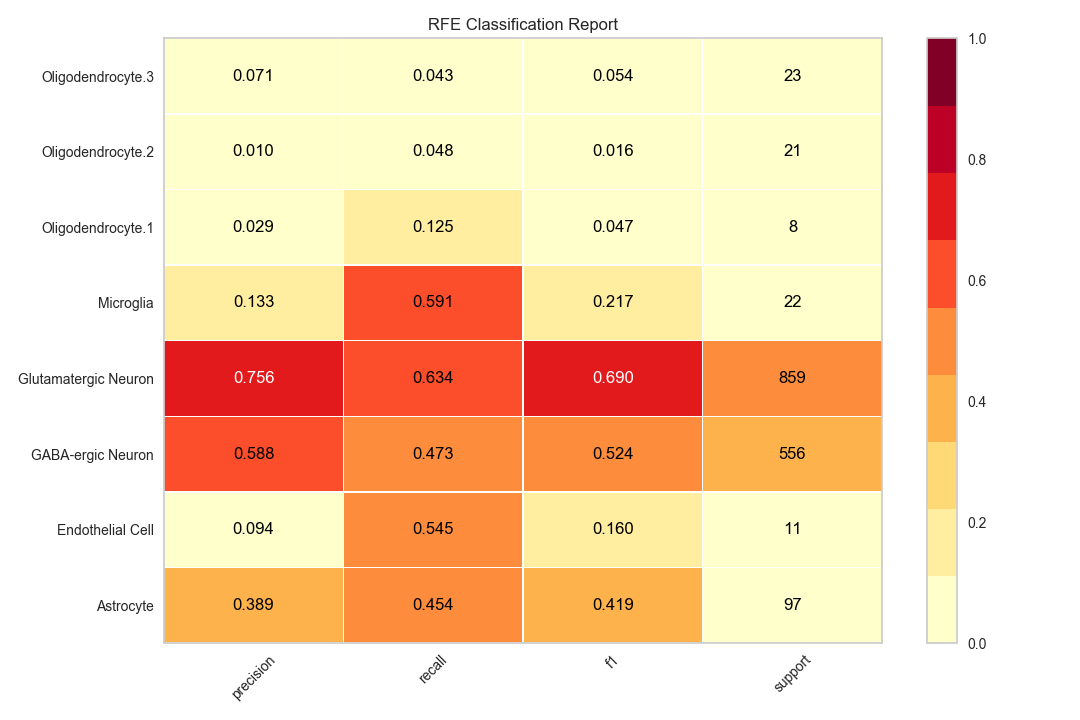 RFE Classification Report
Oligodendrocyte.3 0.071 0.043 0.054 23
Oligodendrocyte.2 0.010 0.048 0.016 21
Oligodendrocyte.1 0.029 0.125 0.047 8
Microglia 0.133 0.591 0.217 22
Glutamatergic Neuron 0.756 0.634 0.690 859
GABA-ergic Neuron 0.588 0.473 0.524 556
Endothelial Cell 0.094 0.545 0.160 11
Astrocyte 0.389 0.454 0.419 97
precision recall f1 support
1.0
0.8
0.6
0.4
0.2
0.0